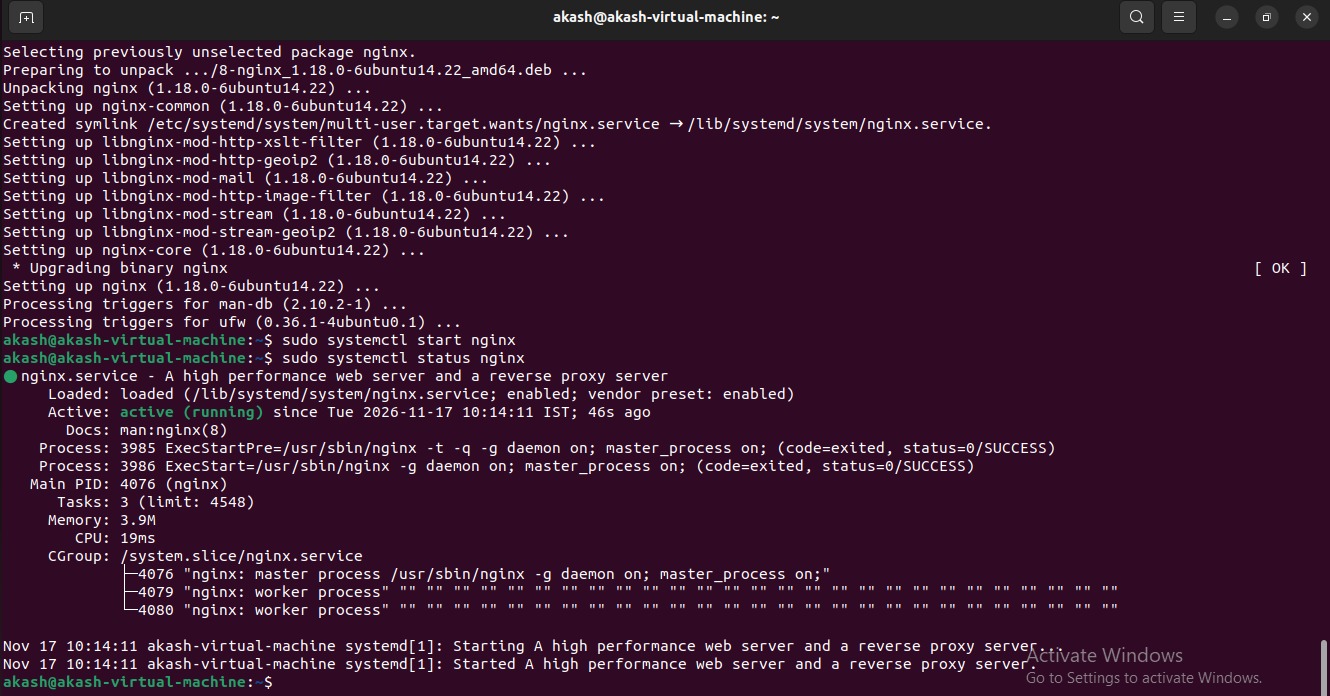 akash@akash-virtual-machine: ~
Selecting previously unselected package nginx.
Preparing to unpack .../8-nginx_1.18.0-6ubuntu14.22_amd64.deb ...
Unpacking nginx (1.18.0-6ubuntu14.22) ...
Setting up nginx-common (1.18.0-6ubuntu14.22) ...
Created symlink /etc/systemd/system/multi-user.target.wants/nginx.service → /lib/systemd/system/nginx.service.
Setting up libnginx-mod-http-xslt-filter (1.18.0-6ubuntu14.22) ...
Setting up libnginx-mod-http-geoip2 (1.18.0-6ubuntu14.22) ...
Setting up libnginx-mod-mail (1.18.0-6ubuntu14.22) ...
Setting up libnginx-mod-http-image-filter (1.18.0-6ubuntu14.22) ...
Setting up libnginx-mod-stream (1.18.0-6ubuntu14.22) ...
Setting up libnginx-mod-stream-geoip2 (1.18.0-6ubuntu14.22) ...
Setting up nginx-core (1.18.0-6ubuntu14.22) ...
 * Upgrading binary nginx [ OK ]
Setting up nginx (1.18.0-6ubuntu14.22) ...
Processing triggers for man-db (2.10.2-1) ...
Processing triggers for ufw (0.36.1-4ubuntu0.1) ...
akash@akash-virtual-machine:~$ sudo systemctl start nginx
akash@akash-virtual-machine:~$ sudo systemctl status nginx
● nginx.service - A high performance web server and a reverse proxy server
     Loaded: loaded (/lib/systemd/system/nginx.service; enabled; vendor preset: enabled)
     Active: active (running) since Tue 2026-11-17 10:14:11 IST; 46s ago
       Docs: man:nginx(8)
    Process: 3985 ExecStartPre=/usr/sbin/nginx -t -q -g daemon on; master_process on; (code=exited, status=0/SUCCESS)
    Process: 3986 ExecStart=/usr/sbin/nginx -g daemon on; master_process on; (code=exited, status=0/SUCCESS)
   Main PID: 4076 (nginx)
      Tasks: 3 (limit: 4548)
     Memory: 3.9M
        CPU: 19ms
     CGroup: /system.slice/nginx.service
             ├─4076 "nginx: master process /usr/sbin/nginx -g daemon on; master_process on;"
             ├─4079 "nginx: worker process" "" "" "" "" "" "" "" "" "" "" "" "" "" "" "" "" "" "" "" "" "" "" "" "" "" "" ""
             └─4080 "nginx: worker process" "" "" "" "" "" "" "" "" "" "" "" "" "" "" "" "" "" "" "" "" "" "" "" "" "" "" ""
Nov 17 10:14:11 akash-virtual-machine systemd[1]: Starting A high performance web server and a reverse proxy server...
Nov 17 10:14:11 akash-virtual-machine systemd[1]: Started A high performance web server and a reverse proxy server.
akash@akash-virtual-machine:~$
Activate Windows
Go to Settings to activate Windows.